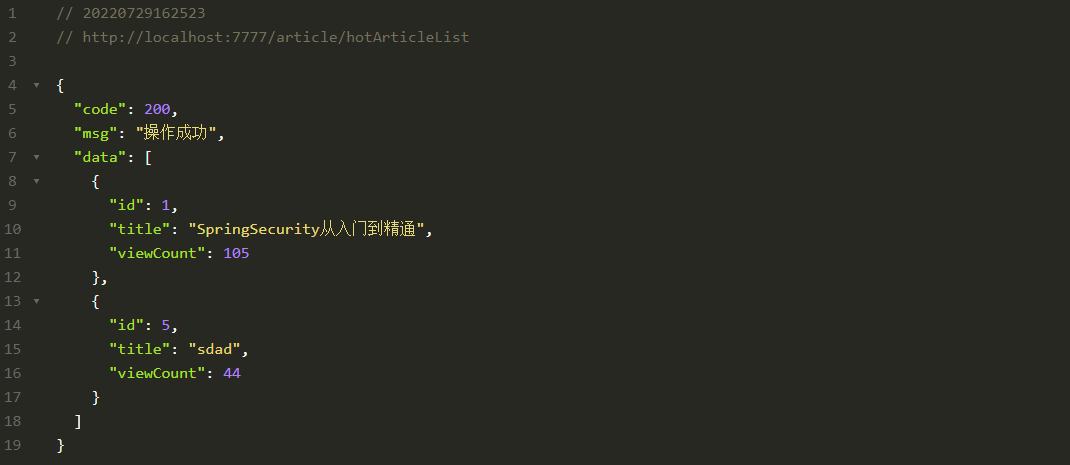 1 // 20220729162523
2 // http://localhost:7777/article/hotArticleList
3
4 {
5 "code": 200,
6 "msg": "操作成功",
7 "data": [
8 {
9 "id": 1,
10 "title": "SpringSecurity从入门到精通",
11 "viewCount": 105
12 },
13 {
14 "id": 5,
15 "title": "sdad",
16 "viewCount": 44
17 }
18 ]
19 }